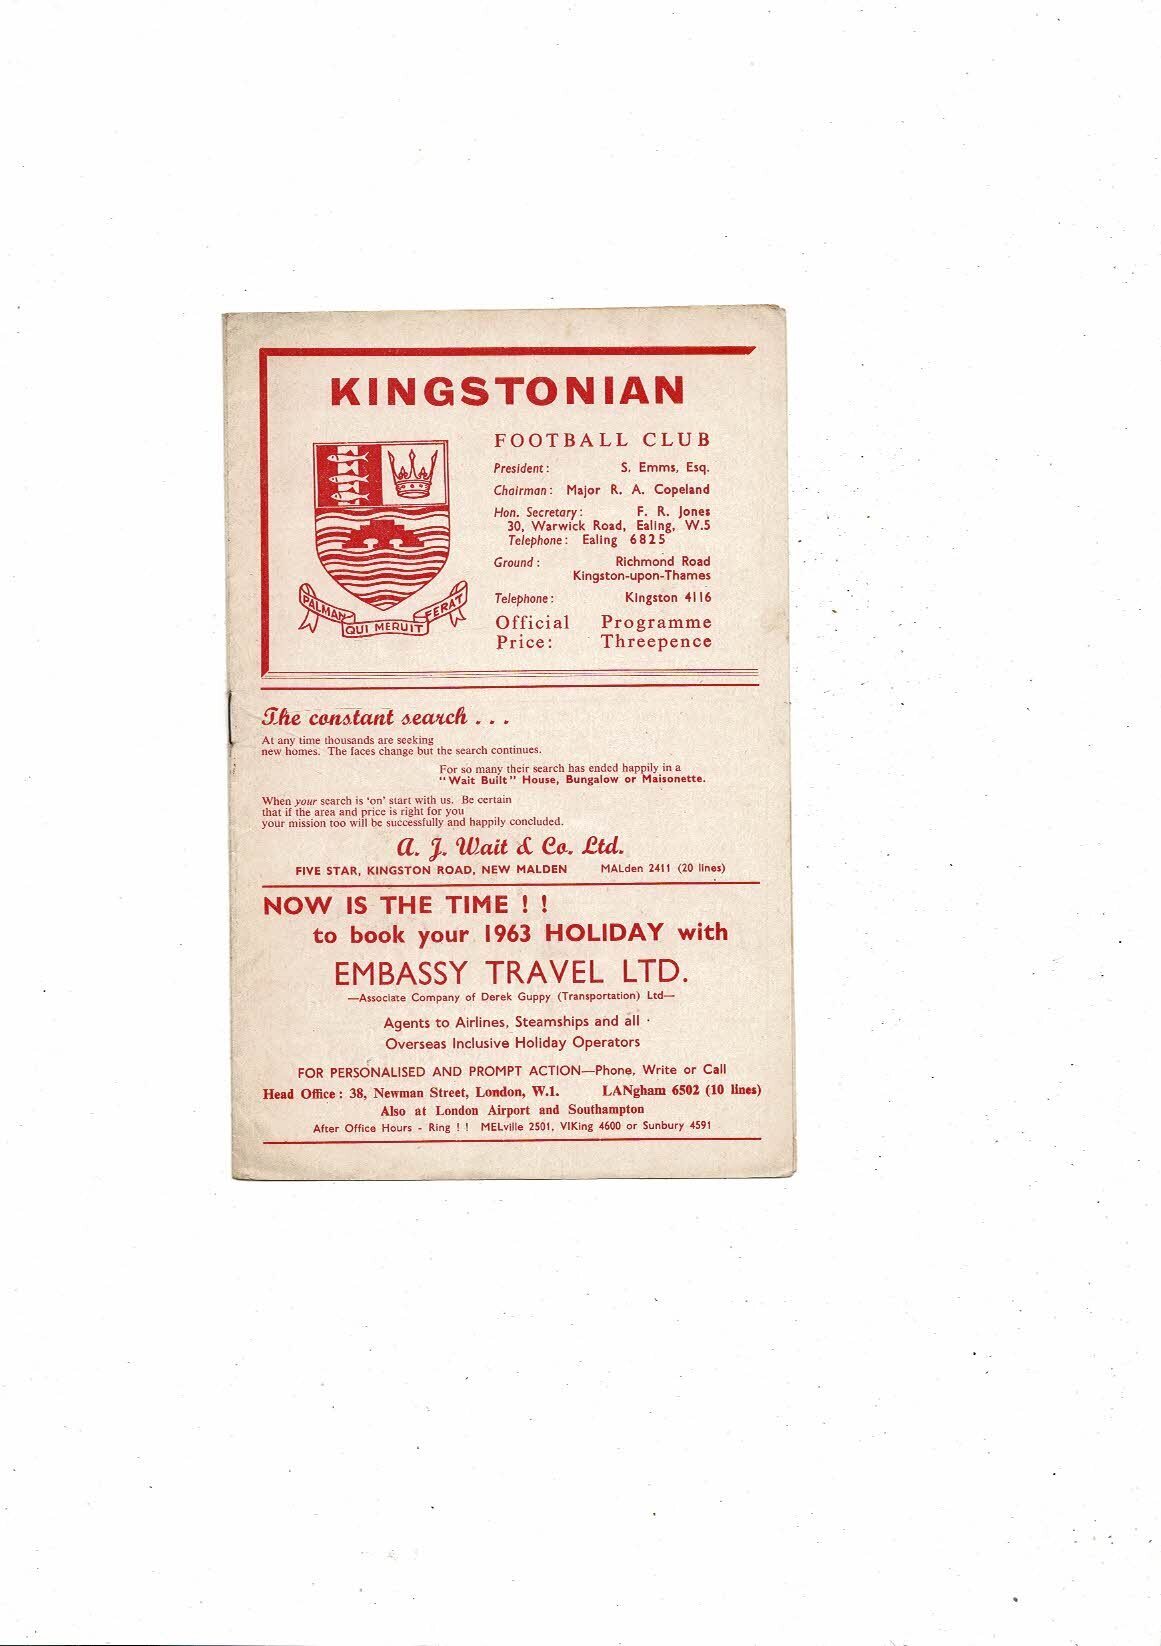 KINGSTONIAN
FOOTBALL CLUB
President: S. Emms, Esq.
Chairman: Major R. A. Copeland
Hon. Secretary: F. R. Jones
30, Warwick Road, Ealing, W.5
Telephone: Ealing 6825
Ground: Richmond Road
Kingston-upon-Thames
Telephone: KIngston 4116
Official Programme
Price: Threepence
PALMAN QUI MERUIT FERAT
The constant search . . .
At any time thousands are seeking
new homes. The faces change but the search continues.
For so many their search has ended happily in a
"Wait Built" House, Bungalow or Maisonette.
When your search is 'on' start with us. Be certain
that if the area and price is right for you
your mission too will be successfully and happily concluded.
A. J. Wait & Co. Ltd.
FIVE STAR, KINGSTON ROAD, NEW MALDEN MALden 2411 (20 lines)
NOW IS THE TIME ! !
to book your 1963 HOLIDAY with
EMBASSY TRAVEL LTD.
—Associate Company of Derek Guppy (Transportation) Ltd—
Agents to Airlines, Steamships and all
Overseas Inclusive Holiday Operators
FOR PERSONALISED AND PROMPT ACTION—Phone, Write or Call
Head Office : 38, Newman Street, London, W.1. LANgham 6502 (10 lines)
Also at London Airport and Southampton
After Office Hours - Ring ! ! MELville 2501, VIKing 4600 or Sunbury 4591